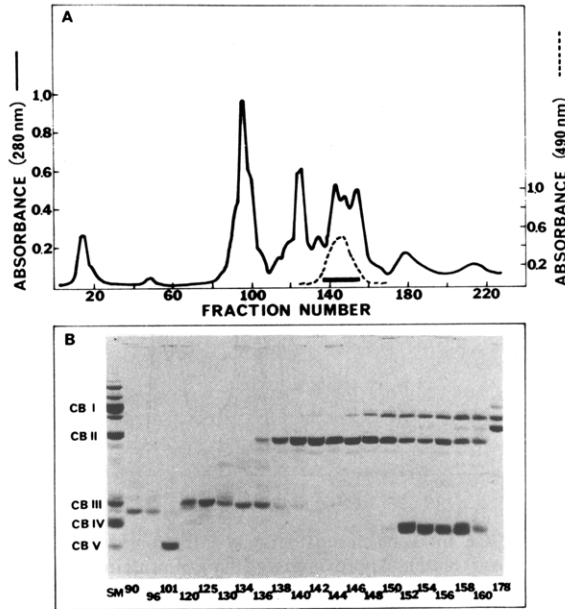 A
ABSORBANCE (280 nm)
1.0
0.8
0.6
0.4
0.2
ABSORBANCE (490 nm)
1.0
0.6
0.2
20 60 100 140 180 220
FRACTION NUMBER
B
CB I
CB II
CB III
CB IV
CB V
SM 90 96 101 120 125 130 134 136 138 140 142 144 146 148 150 152 154 156 158 160 178